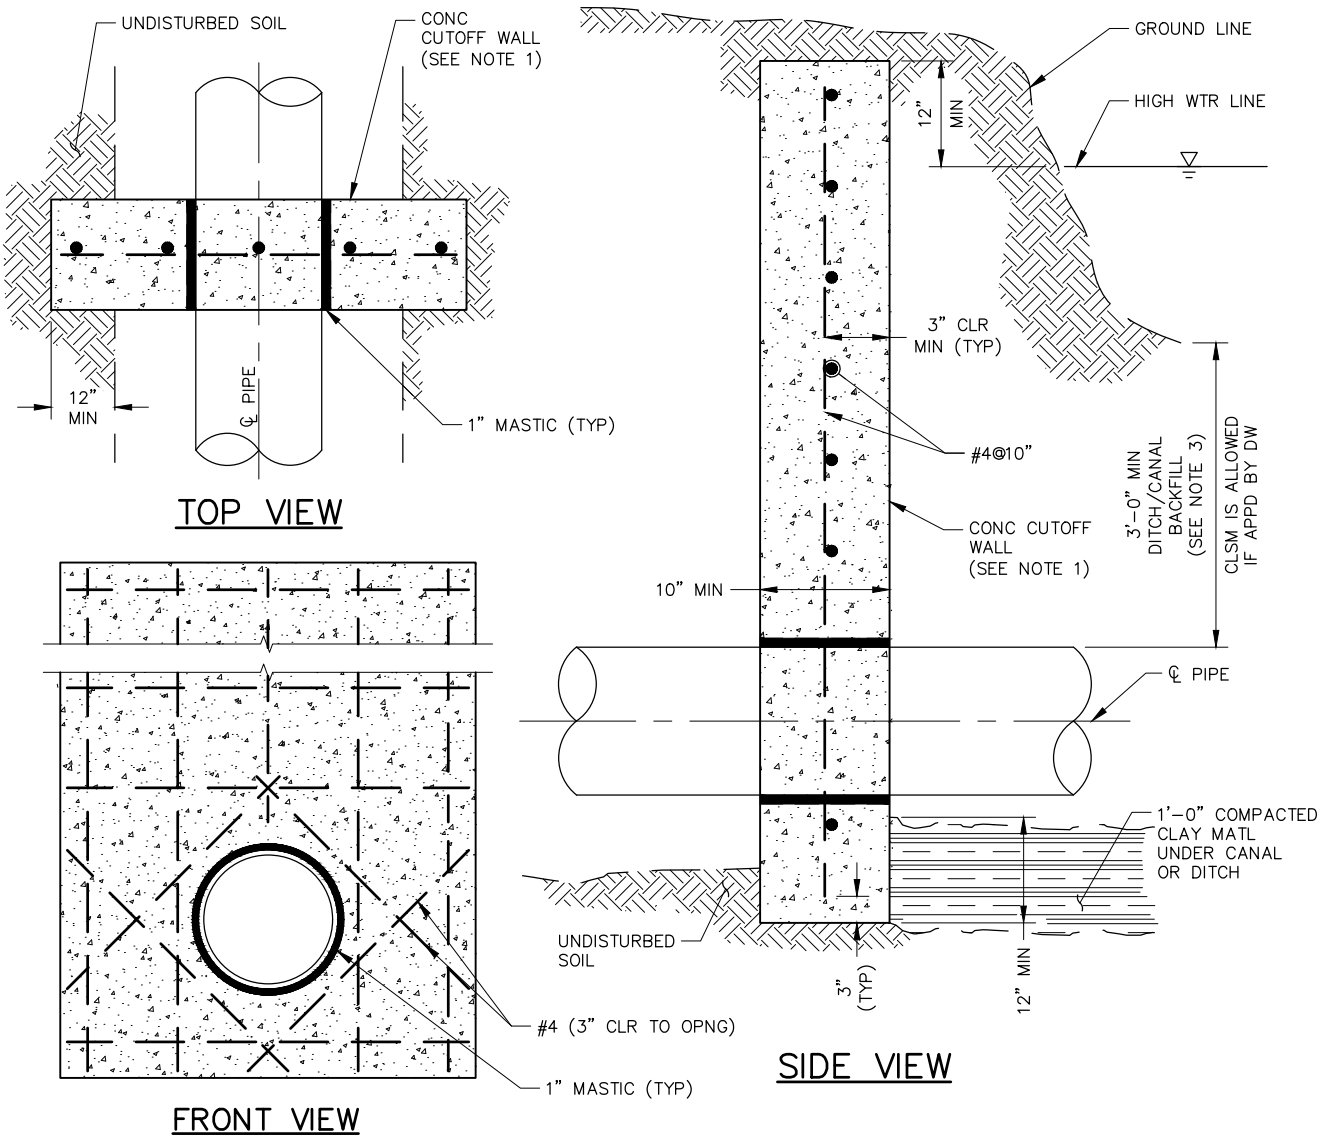 UNDISTURBED SOIL
CONC
CUTOFF WALL
(SEE NOTE 1)
12”
MIN
℄ PIPE
1” MASTIC (TYP)
TOP VIEW
#4 (3” CLR TO OPNG)
1” MASTIC (TYP)
FRONT VIEW
GROUND LINE
HIGH WTR LINE
12”
MIN
3” CLR
MIN (TYP)
#4@10”
CONC CUTOFF
WALL
(SEE NOTE 1)
10” MIN
3’-0” MIN
DITCH/CANAL
BACKFILL
(SEE NOTE 3)
CLSM IS ALLOWED
IF APPD BY DW
℄ PIPE
1’-0” COMPACTED
CLAY MATL
UNDER CANAL
OR DITCH
UNDISTURBED
SOIL
3”
(TYP)
12” MIN
SIDE VIEW